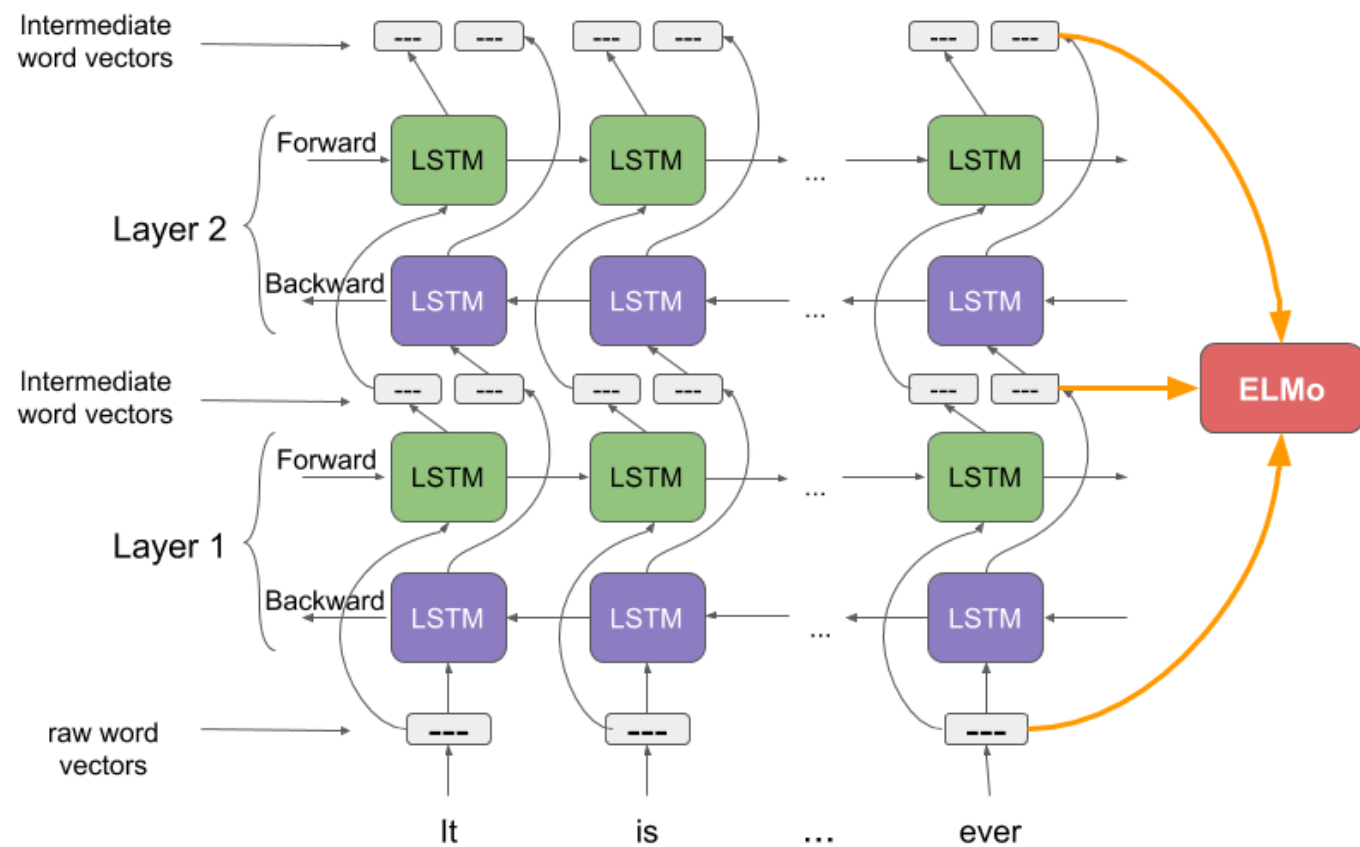 Intermediate
word vectors
--- --- --- --- --- ---
Forward
LSTM LSTM LSTM
...
Layer 2
Backward
LSTM LSTM LSTM
...
Intermediate
word vectors
--- --- --- --- --- ---
ELMo
Forward
LSTM LSTM LSTM
...
Layer 1
Backward
LSTM LSTM LSTM
...
raw word
vectors
--- --- ---
It is ... ever